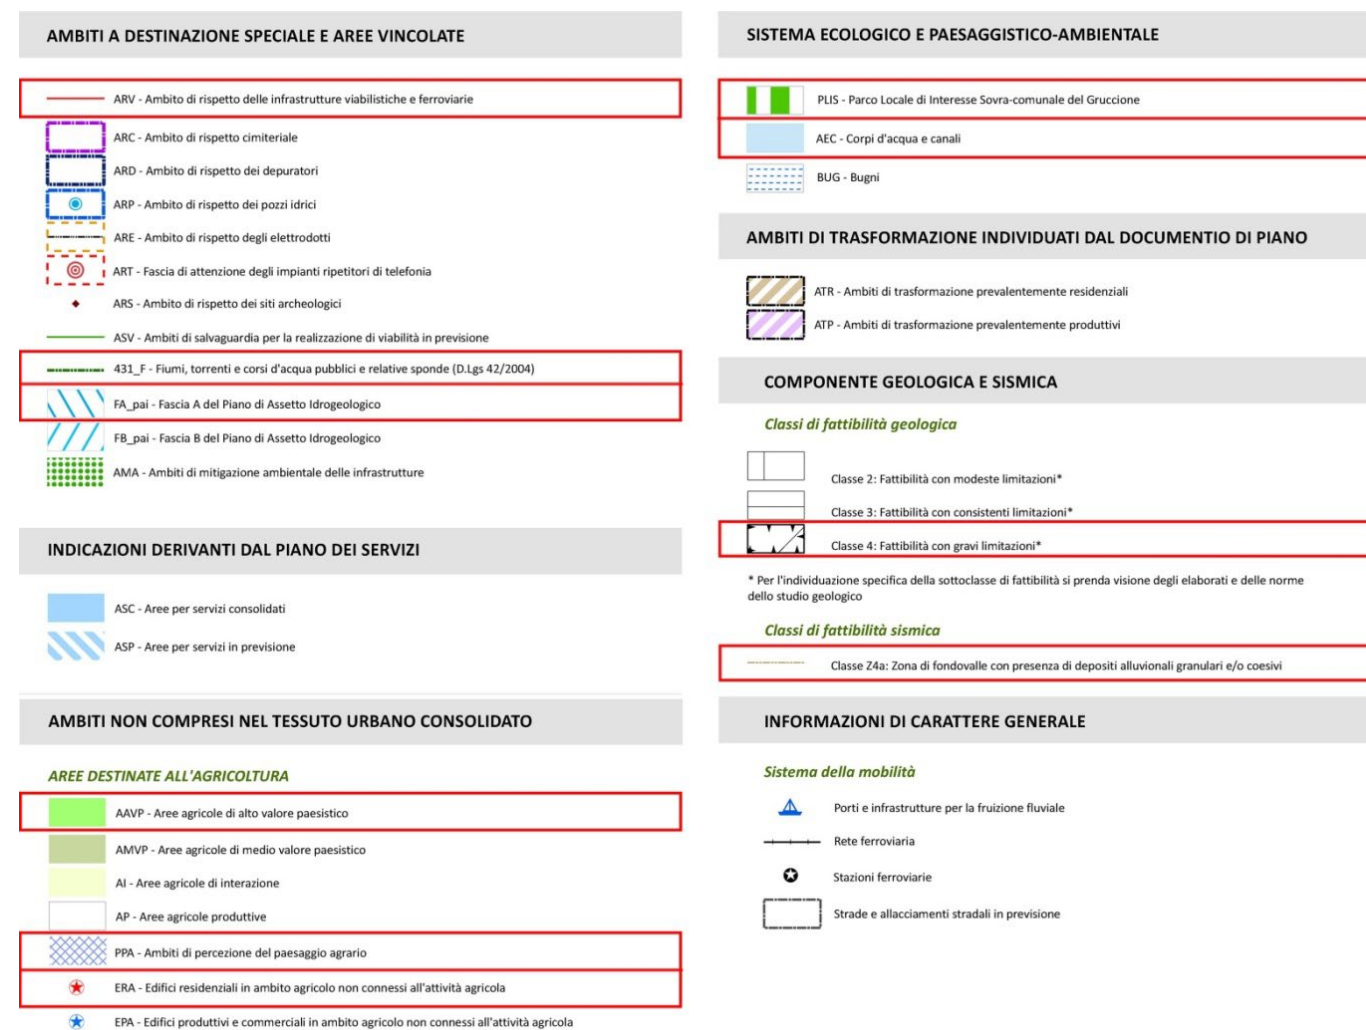 AMBITI A DESTINAZIONE SPECIALE E AREE VINCOLATE
ARV - Ambito di rispetto delle infrastrutture viabilistiche e ferroviarie
ARC - Ambito di rispetto cimiteriale
ARD - Ambito di rispetto dei depuratori
ARP - Ambito di rispetto dei pozzi idrici
ARE - Ambito di rispetto degli elettrodotti
ART - Fascia di attenzione degli impianti ripetitori di telefonia
ARS - Ambito di rispetto dei siti archeologici
ASV - Ambiti di salvaguardia per la realizzazione di viabilità in previsione
431_F - Fiumi, torrenti e corsi d'acqua pubblici e relative sponde (D.Lgs 42/2004)
FA_pai - Fascia A del Piano di Assetto Idrogeologico
FB_pai - Fascia B del Piano di Assetto Idrogeologico
AMA - Ambiti di mitigazione ambientale delle infrastrutture
INDICAZIONI DERIVANTI DAL PIANO DEI SERVIZI
ASC - Aree per servizi consolidati
ASP - Aree per servizi in previsione
AMBITI NON COMPRESI NEL TESSUTO URBANO CONSOLIDATO
AREE DESTINATE ALL'AGRICOLTURA
AAVP - Aree agricole di alto valore paesistico
AMVP - Aree agricole di medio valore paesistico
AI - Aree agricole di interazione
AP - Aree agricole produttive
PPA - Ambiti di percezione del paesaggio agrario
ERA - Edifici residenziali in ambito agricolo non connessi all'attività agricola
EPA - Edifici produttivi e commerciali in ambito agricolo non connessi all'attività agricola
SISTEMA ECOLOGICO E PAESAGGISTICO-AMBIENTALE
PLIS - Parco Locale di Interesse Sovra-comunale del Gruccione
AEC - Corpi d'acqua e canali
BUG - Bugni
AMBITI DI TRASFORMAZIONE INDIVIDUATI DAL DOCUMENTIO DI PIANO
ATR - Ambiti di trasformazione prevalentemente residenziali
ATP - Ambiti di trasformazione prevalentemente produttivi
COMPONENTE GEOLOGICA E SISMICA
Classi di fattibilità geologica
Classe 2: Fattibilità con modeste limitazioni*
Classe 3: Fattibilità con consistenti limitazioni*
Classe 4: Fattibilità con gravi limitazioni*
* Per l'individuazione specifica della sottoclasse di fattibilità si prenda visione degli elaborati e delle norme
dello studio geologico
Classi di fattibilità sismica
Classe Z4a: Zona di fondovalle con presenza di depositi alluvionali granulari e/o coesivi
INFORMAZIONI DI CARATTERE GENERALE
Sistema della mobilità
Porti e infrastrutture per la fruizione fluviale
Rete ferroviaria
Stazioni ferroviarie
Strade e allacciamenti stradali in previsione